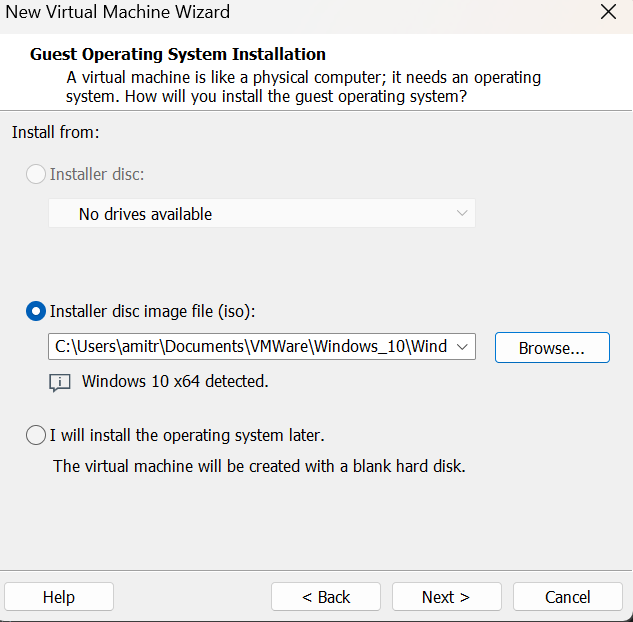 New Virtual Machine Wizard
Guest Operating System Installation
A virtual machine is like a physical computer; it needs an operating
system. How will you install the guest operating system?
Install from:
Installer disc:
No drives available
Installer disc image file (iso):
C:\Users\amitr\Documents\VMWare\Windows_10\Wind
Browse...
Windows 10 x64 detected.
I will install the operating system later.
The virtual machine will be created with a blank hard disk.
Help
< Back
Next >
Cancel